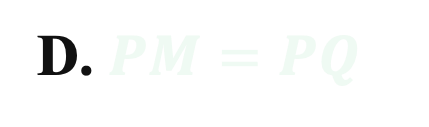 D. PM = PQ